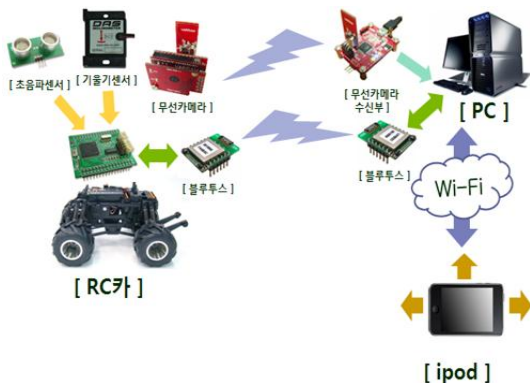 DAS
[ 초음파센서 ]
[ 기울기센서 ]
[ 무선카메라 ]
[ 무선카메라
수신부 ]
[ PC ]
[ 블루투스 ]
[ 블루투스 ]
Wi-Fi
[ RC카 ]
[ ipod ]